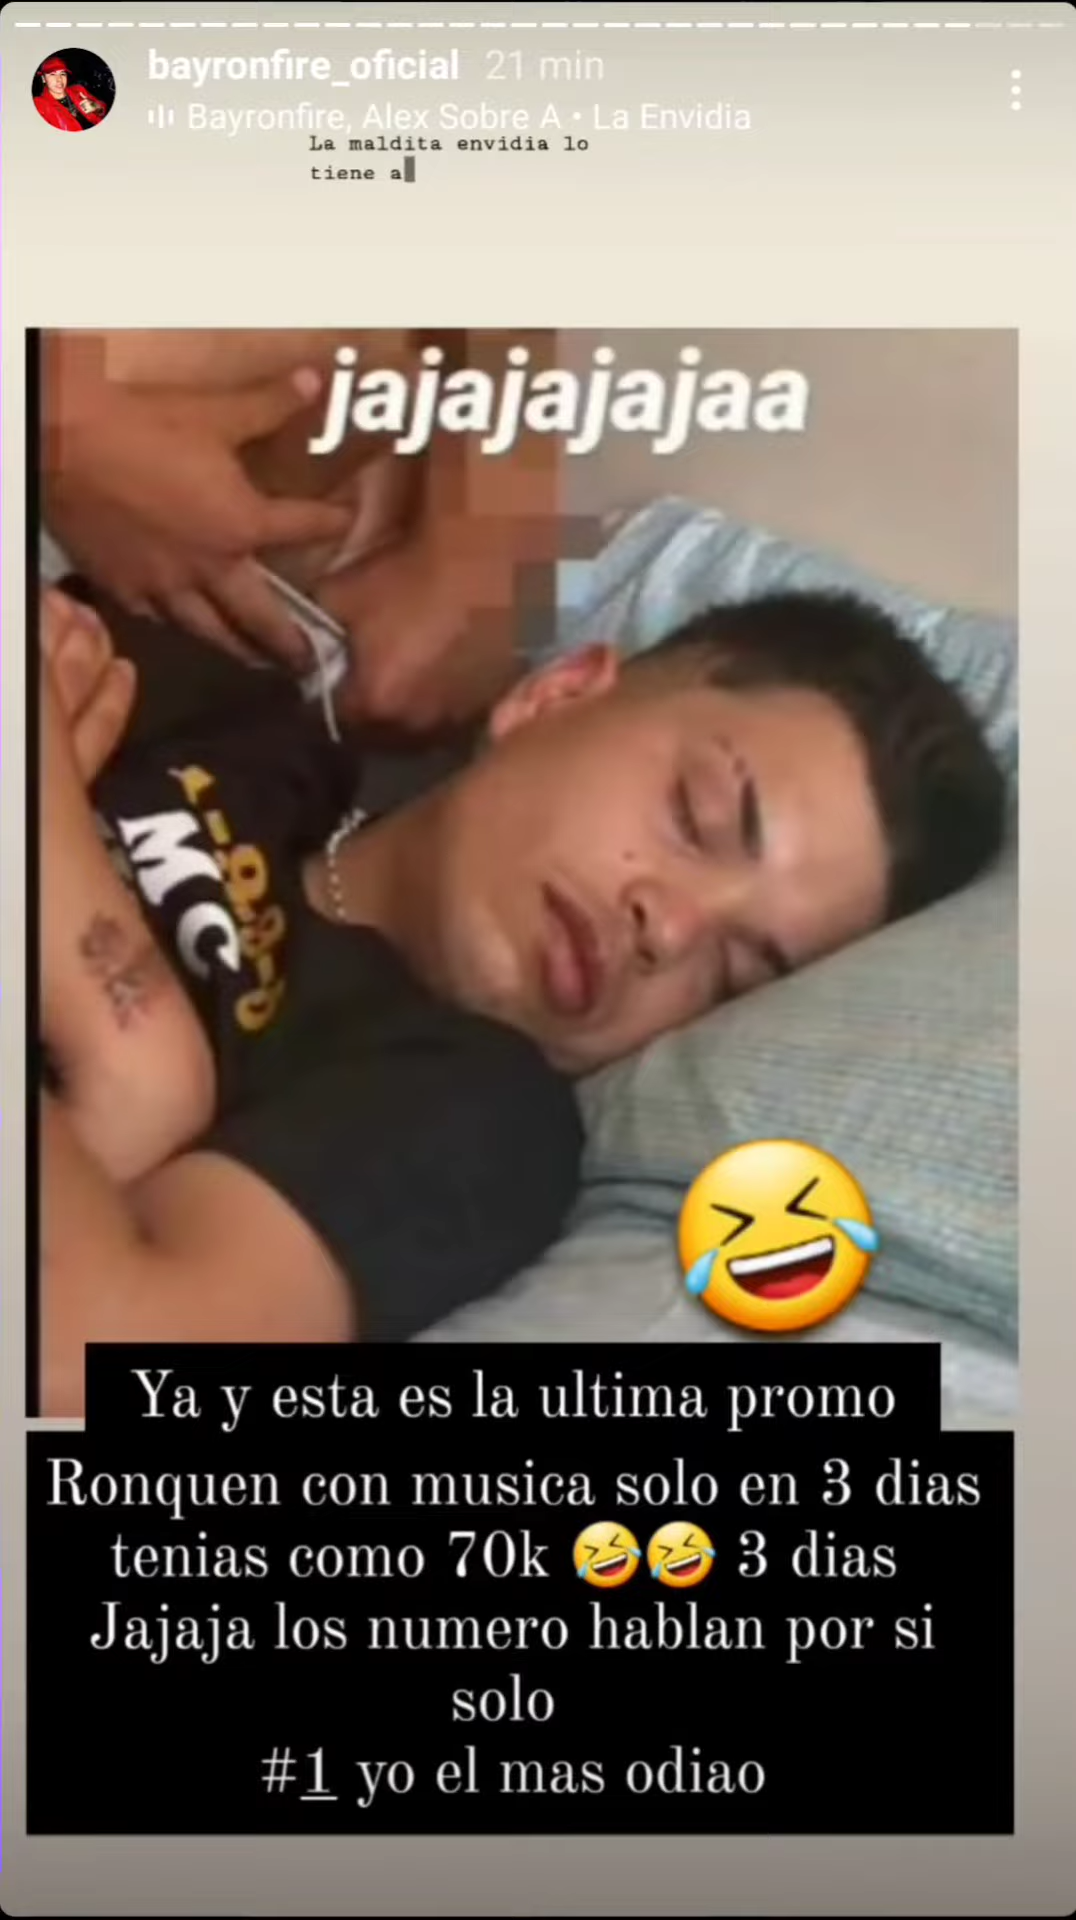 bayronfire_oficial 21 min
Bayronfire, Alex Sobre A • La Envidia
La maldita envidia lo
tiene a
jajajajajaa
MC
Ya y esta es la ultima promo
Ronquen con musica solo en 3 dias
tenias como 70k 🤣🤣 3 dias
Jajaja los numero hablan por si
solo
#1 yo el mas odiao